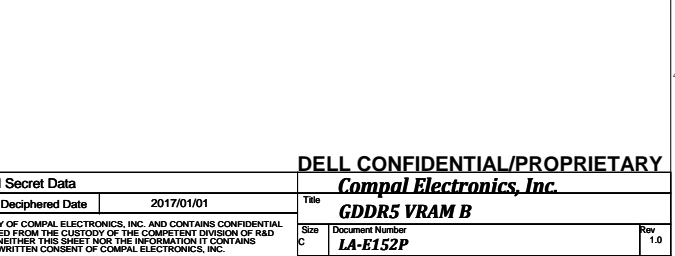 DELL CONFIDENTIAL/PROPRIETARY
Secret Data
Compal Electronics, Inc.
Deciphered Date
2017/01/01
Title
GDDR5 VRAM B
Y OF COMPAL ELECTRONICS, INC. AND CONTAINS CONFIDENTIAL
ED FROM THE CUSTODY OF THE COMPETENT DIVISION OF R&D
NEITHER THIS SHEET NOR THE INFORMATION IT CONTAINS
WRITTEN CONSENT OF COMPAL ELECTRONICS, INC.
Size
C
Document Number
LA-E152P
Rev
1.0